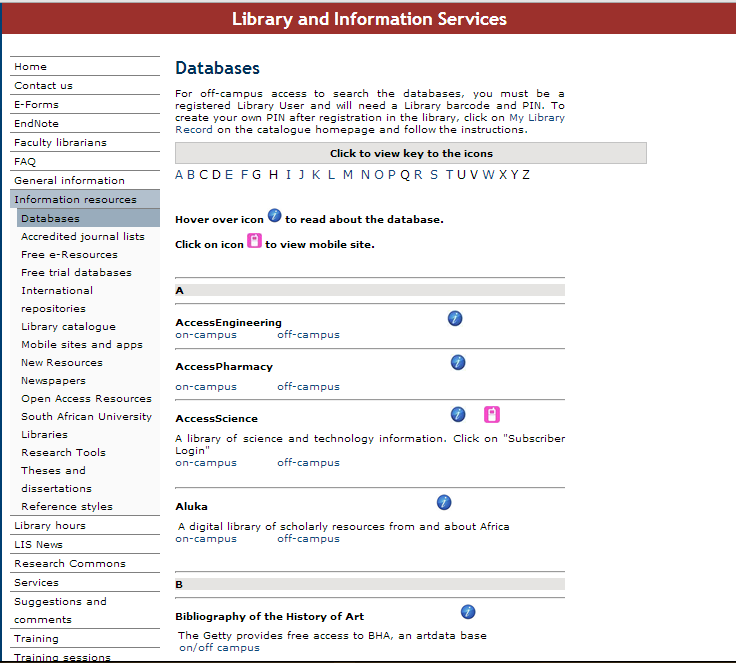 Library and Information Services
Home
Contact us
E-Forms
EndNote
Faculty librarians
FAQ
General information
Information resources
Databases
Accredited journal lists
Free e-Resources
Free trial databases
International
repositories
Library catalogue
Mobile sites and apps
New Resources
Newspapers
Open Access Resources
South African University
Libraries
Research Tools
Theses and
dissertations
Reference styles
Library hours
LIS News
Research Commons
Services
Suggestions and
comments
Training
Training sessions
Databases
For off-campus access to search the databases, you must be a
registered Library User and will need a Library barcode and PIN. To
create your own PIN after registration in the library, click on My Library
Record on the catalogue homepage and follow the instructions.
Click to view key to the icons
A B C D E F G H I J K L M N O P Q R S T U V W X Y Z
Hover over icon i to read about the database.
Click on icon to view mobile site.
A
AccessEngineering i
on-campus off-campus
AccessPharmacy i
on-campus off-campus
AccessScience i
A library of science and technology information. Click on "Subscriber
Login"
on-campus off-campus
Aluka i
A digital library of scholarly resources from and about Africa
on-campus off-campus
B
Bibliography of the History of Art i
The Getty provides free access to BHA, an artdata base
on/off campus